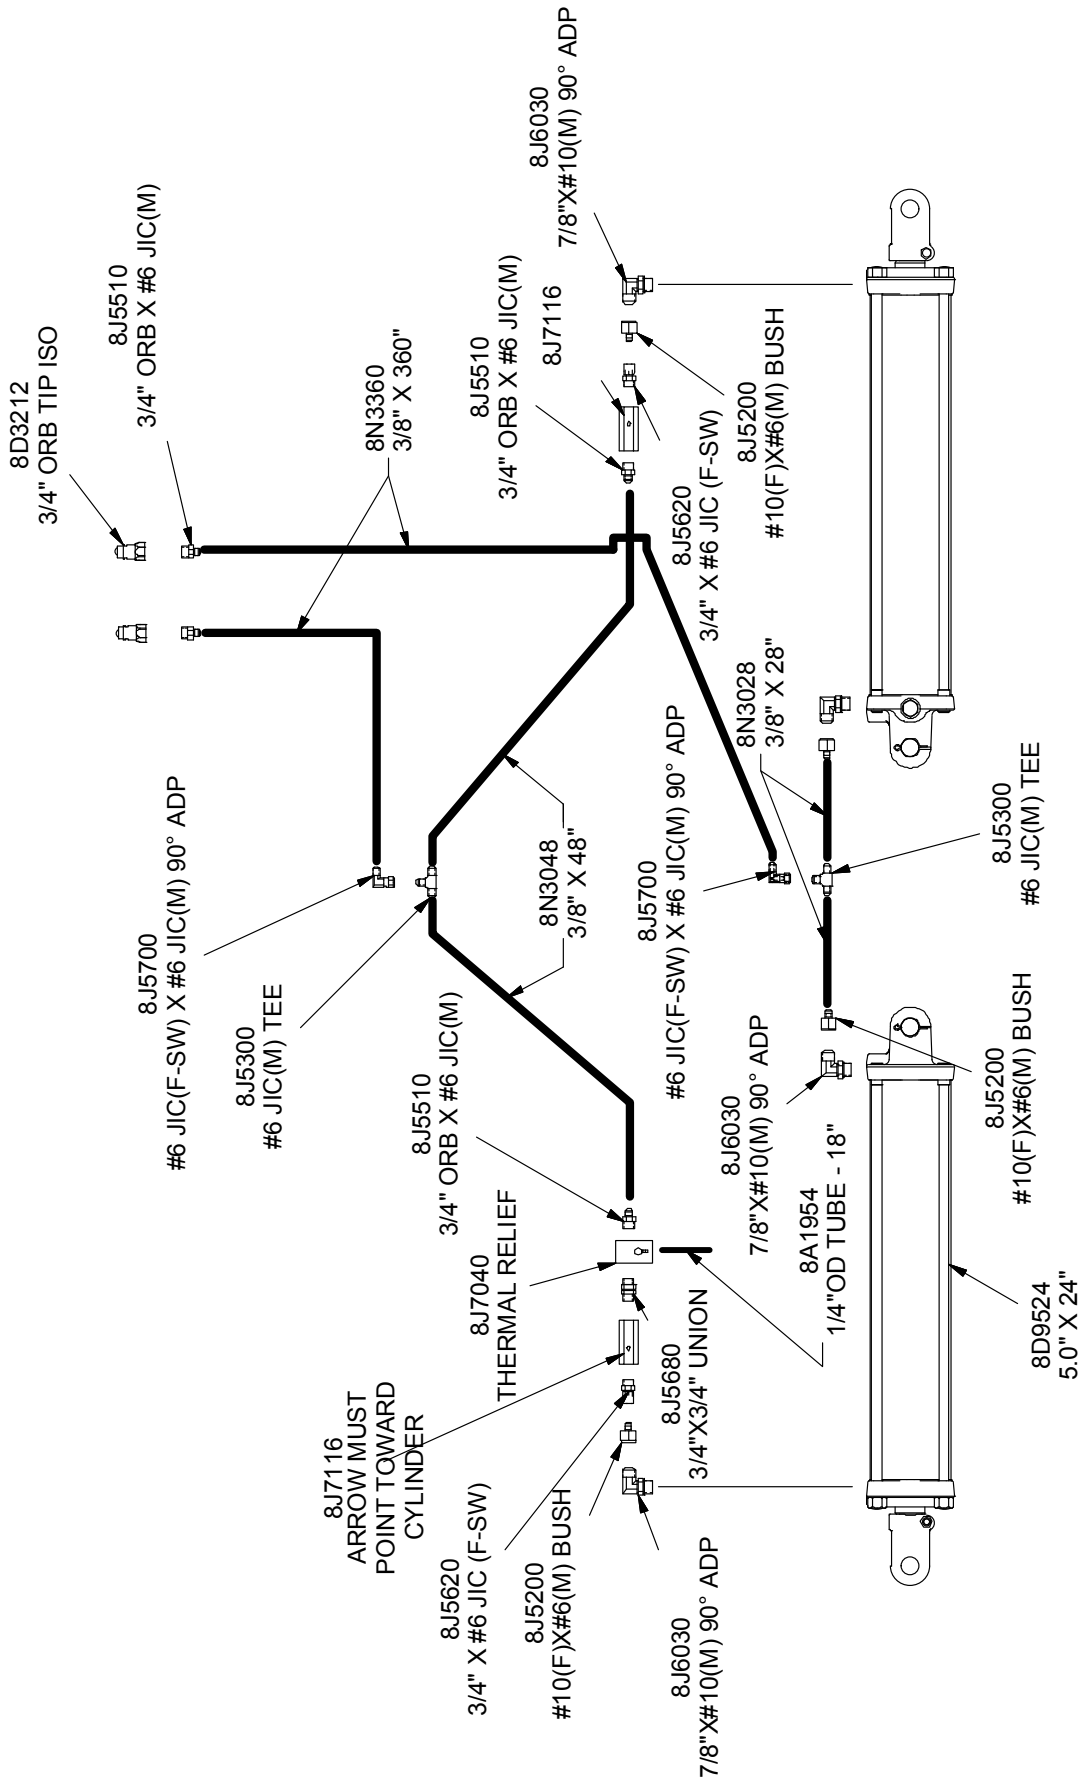 8D3212
3/4" ORB TIP ISO
8J5510
3/4" ORB X #6 JIC(M)
8N3360
3/8" X 360"
8J5510
3/4" ORB X #6 JIC(M)
8J7116
8J6030
7/8"X#10(M) 90° ADP
8J5200
#10(F)X#6(M) BUSH
8J5620
3/4" X #6 JIC (F-SW)
8J5700
#6 JIC(F-SW) X #6 JIC(M) 90° ADP
8J5300
#6 JIC(M) TEE
8N3048
3/8" X 48"
8J5700
#6 JIC(F-SW) X #6 JIC(M) 90° ADP
8N3028
3/8" X 28"
8J5300
#6 JIC(M) TEE
8J5510
3/4" ORB X #6 JIC(M)
8J7040
THERMAL RELIEF
8J7116
ARROW MUST
POINT TOWARD
CYLINDER
8J5620
3/4" X #6 JIC (F-SW)
8J5200
#10(F)X#6(M) BUSH
8J6030
7/8"X#10(M) 90° ADP
8J5680
3/4"X3/4" UNION
8A1954
1/4"OD TUBE - 18"
8J6030
7/8"X#10(M) 90° ADP
8J5200
#10(F)X#6(M) BUSH
8D9524
5.0" X 24"